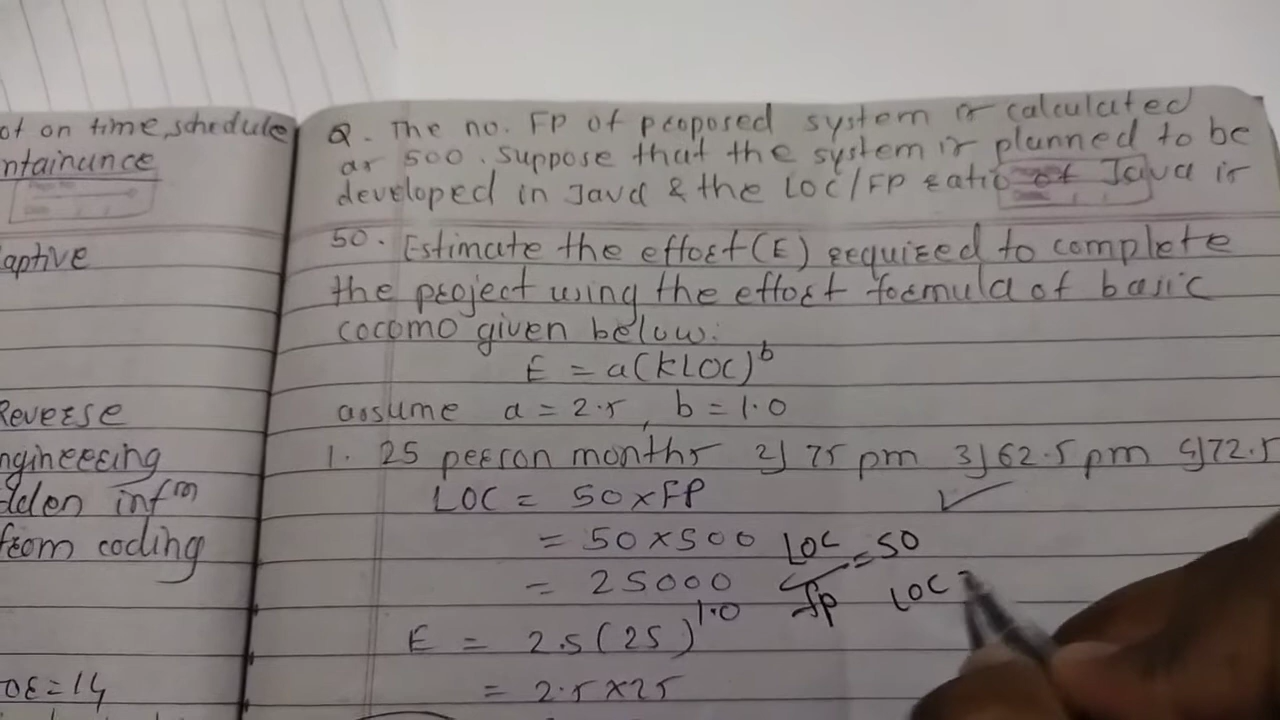 ot on time, schedule
ntainance
aptive
Reverse
ngineering
dden infm
from coding
OE = 14
Q. The no. FP of proposed system is calculated
as 500. Suppose that the system is planned to be
developed in Java & the LOC/FP ratio of Java is
50. Estimate the effort (E) required to complete
the project using the effort formula of basic
cocomo given below:
E = a(KLOC)^b
assume a = 2.5, b = 1.0
1. 25 person months 2) 75 pm 3) 62.5 pm 4) 72.5
LOC = 50 × FP
= 50 × 500
= 25000
LOC/fp = 50
LOC =
E = 2.5 (25)^1.0
= 2.5 × 25